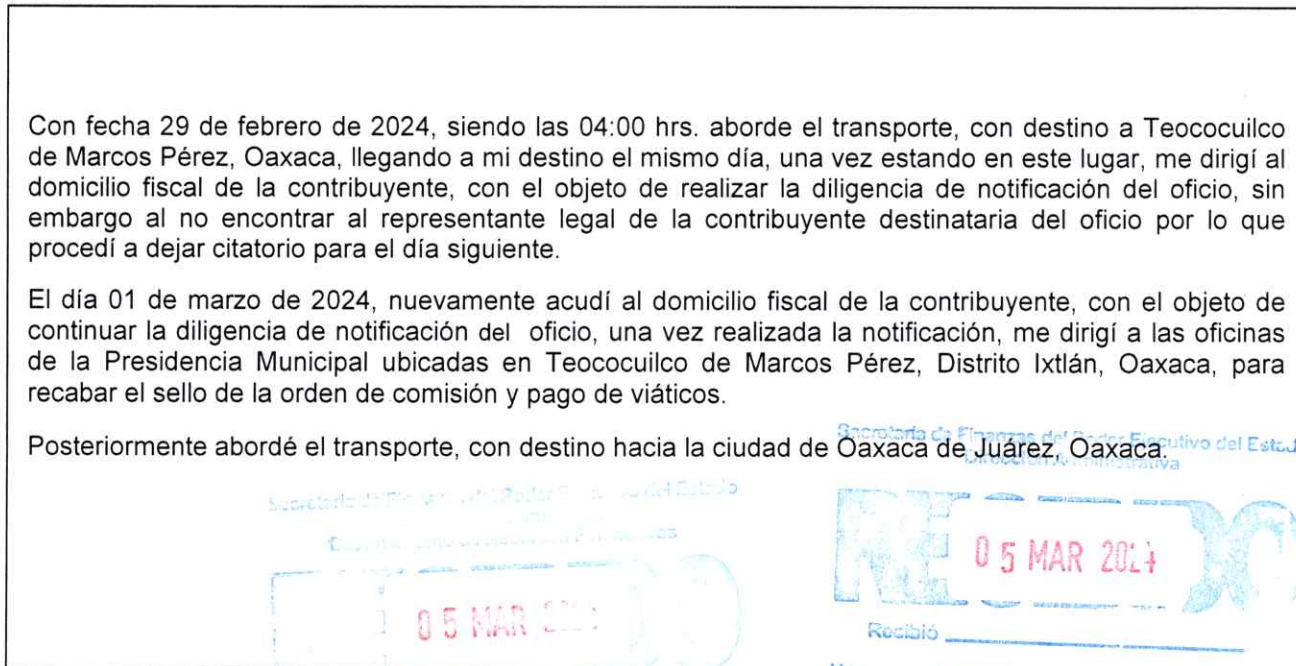 Con fecha 29 de febrero de 2024, siendo las 04:00 hrs. aborde el transporte, con destino a Teococuilco
de Marcos Pérez, Oaxaca, llegando a mi destino el mismo día, una vez estando en este lugar, me dirigí al
domicilio fiscal de la contribuyente, con el objeto de realizar la diligencia de notificación del oficio, sin
embargo al no encontrar al representante legal de la contribuyente destinataria del oficio por lo que
procedí a dejar citatorio para el día siguiente.
El día 01 de marzo de 2024, nuevamente acudí al domicilio fiscal de la contribuyente, con el objeto de
continuar la diligencia de notificación del oficio, una vez realizada la notificación, me dirigí a las oficinas
de la Presidencia Municipal ubicadas en Teococuilco de Marcos Pérez, Distrito Ixtlán, Oaxaca, para
recabar el sello de la orden de comisión y pago de viáticos.
Posteriormente abordé el transporte, con destino hacia la ciudad de Oaxaca de Juárez, Oaxaca.
Secretaría de Finanzas del Poder Ejecutivo del Estad
Dirección Administrativa
05 MAR 2024
Recibió
Secretaría de del Poder del Estado
05 MAR